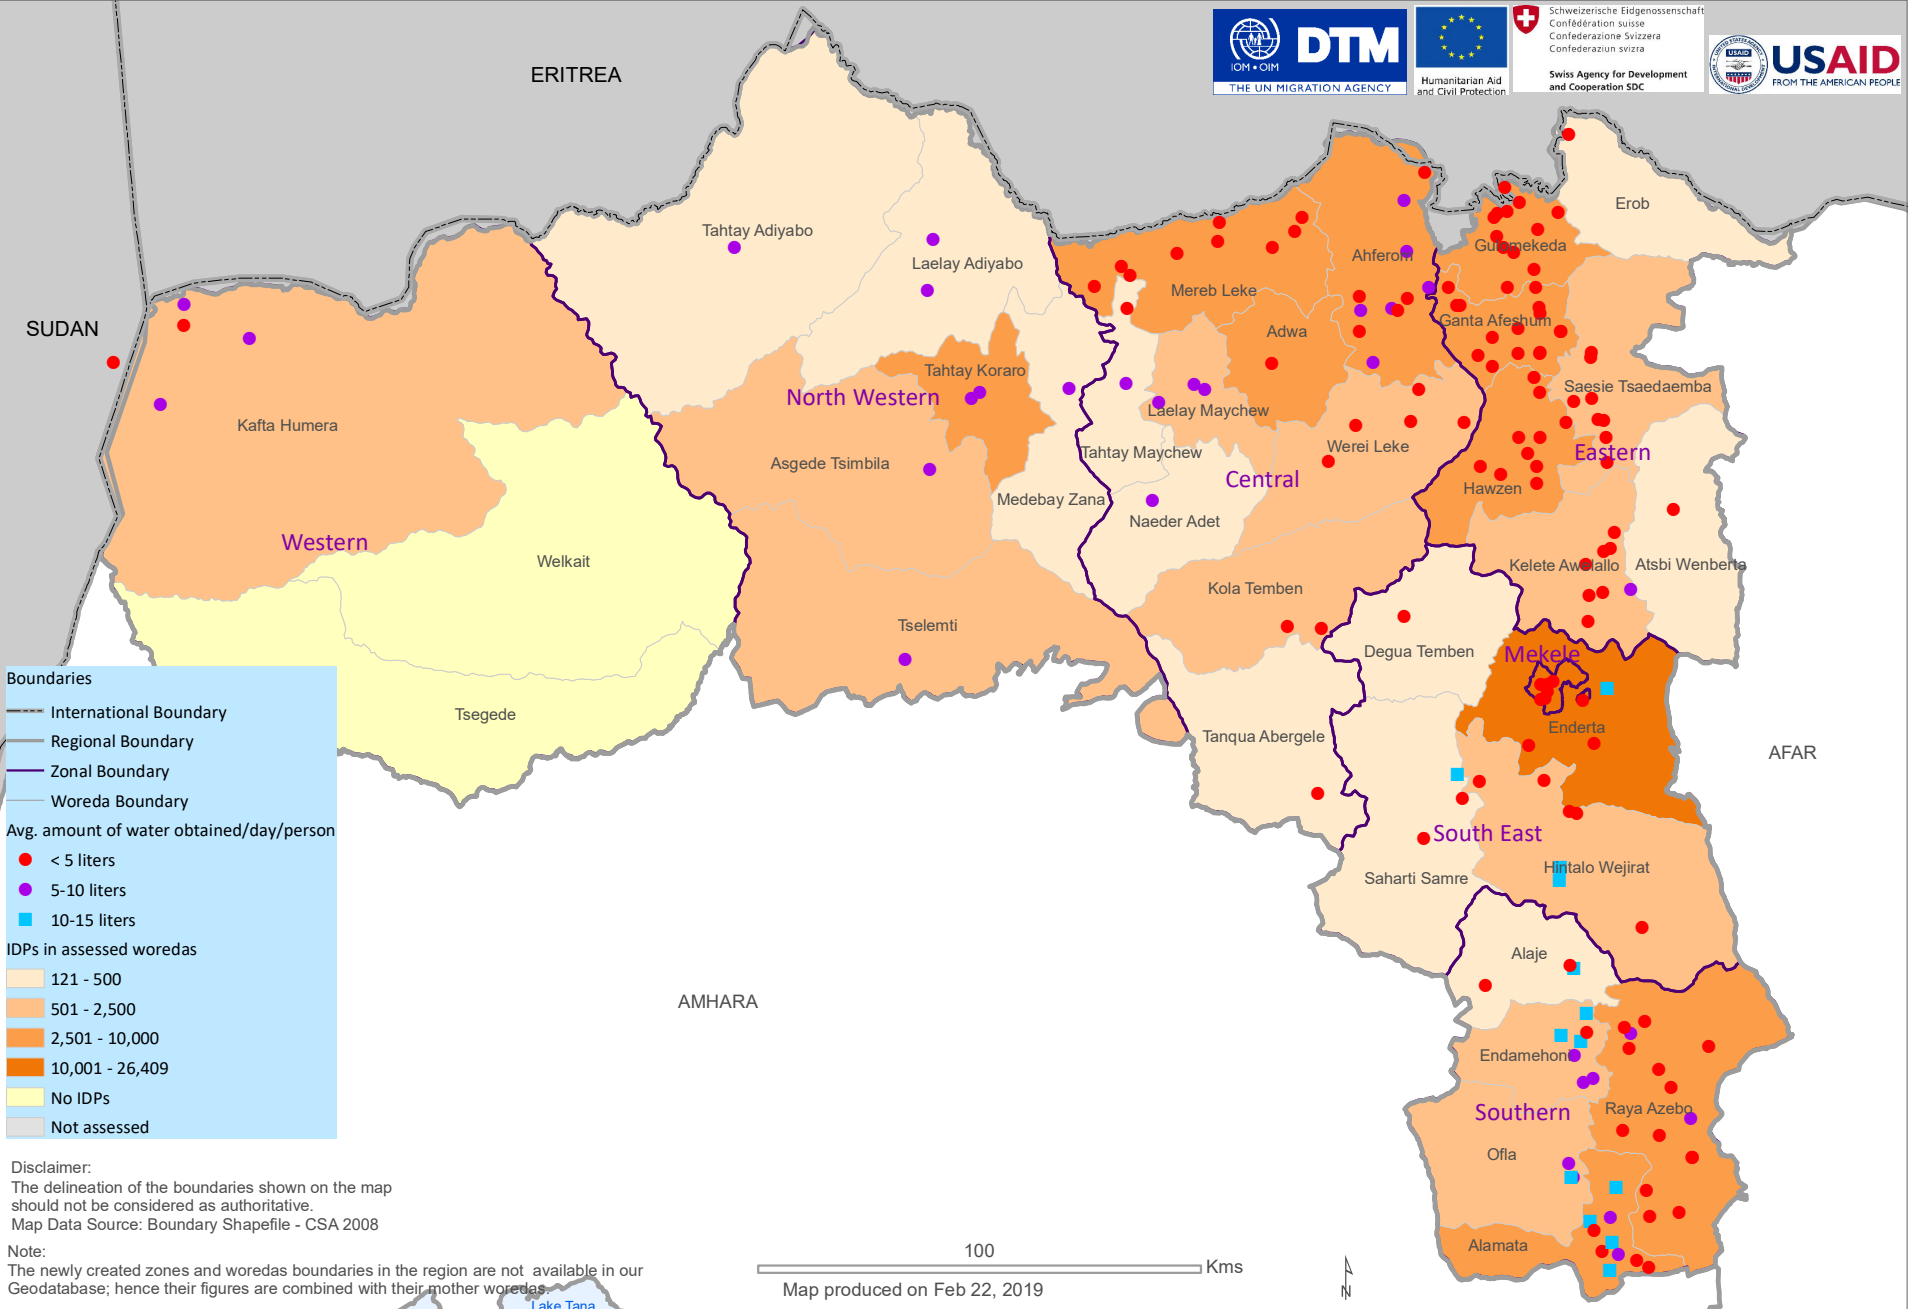 ERITREA
IOM • OIM
DTM
THE UN MIGRATION AGENCY
Humanitarian Aid
and Civil Protection
Schweizerische Eidgenossenschaft
Confédération suisse
Confederazione Svizzera
Confederaziun svizra
Swiss Agency for Development
and Cooperation SDC
USAID
USAID
FROM THE AMERICAN PEOPLE
SUDAN
Tahtay Adiyabo
Laelay Adiyabo
Mereb Leke
Ahferom
Gulomekeda
Erob
Adwa
Ganta Afeshum
Tahtay Koraro
North Western
Laelay Maychew
Saesie Tsaedaemba
Kafta Humera
Asgede Tsimbila
Tahtay Maychew
Werei Leke
Central
Eastern
Hawzen
Medebay Zana
Naeder Adet
Western
Welkait
Kola Temben
Kelete Awelallo
Atsbi Wenberta
Tselemti
Degua Temben
Mekele
Tsegede
Tanqua Abergele
Enderta
AFAR
South East
Saharti Samre
Hintalo Wejirat
Alaje
AMHARA
Endamehoni
Southern
Raya Azebo
Ofla
Alamata
Boundaries
International Boundary
Regional Boundary
Zonal Boundary
Woreda Boundary
Avg. amount of water obtained/day/person
< 5 liters
5-10 liters
10-15 liters
IDPs in assessed woredas
121 - 500
501 - 2,500
2,501 - 10,000
10,001 - 26,409
No IDPs
Not assessed
Disclaimer:
The delineation of the boundaries shown on the map
should not be considered as authoritative.
Map Data Source: Boundary Shapefile - CSA 2008
Note:
The newly created zones and woredas boundaries in the region are not available in our
Geodatabase; hence their figures are combined with their mother woredas.
Lake Tana
100
Kms
Map produced on Feb 22, 2019
N